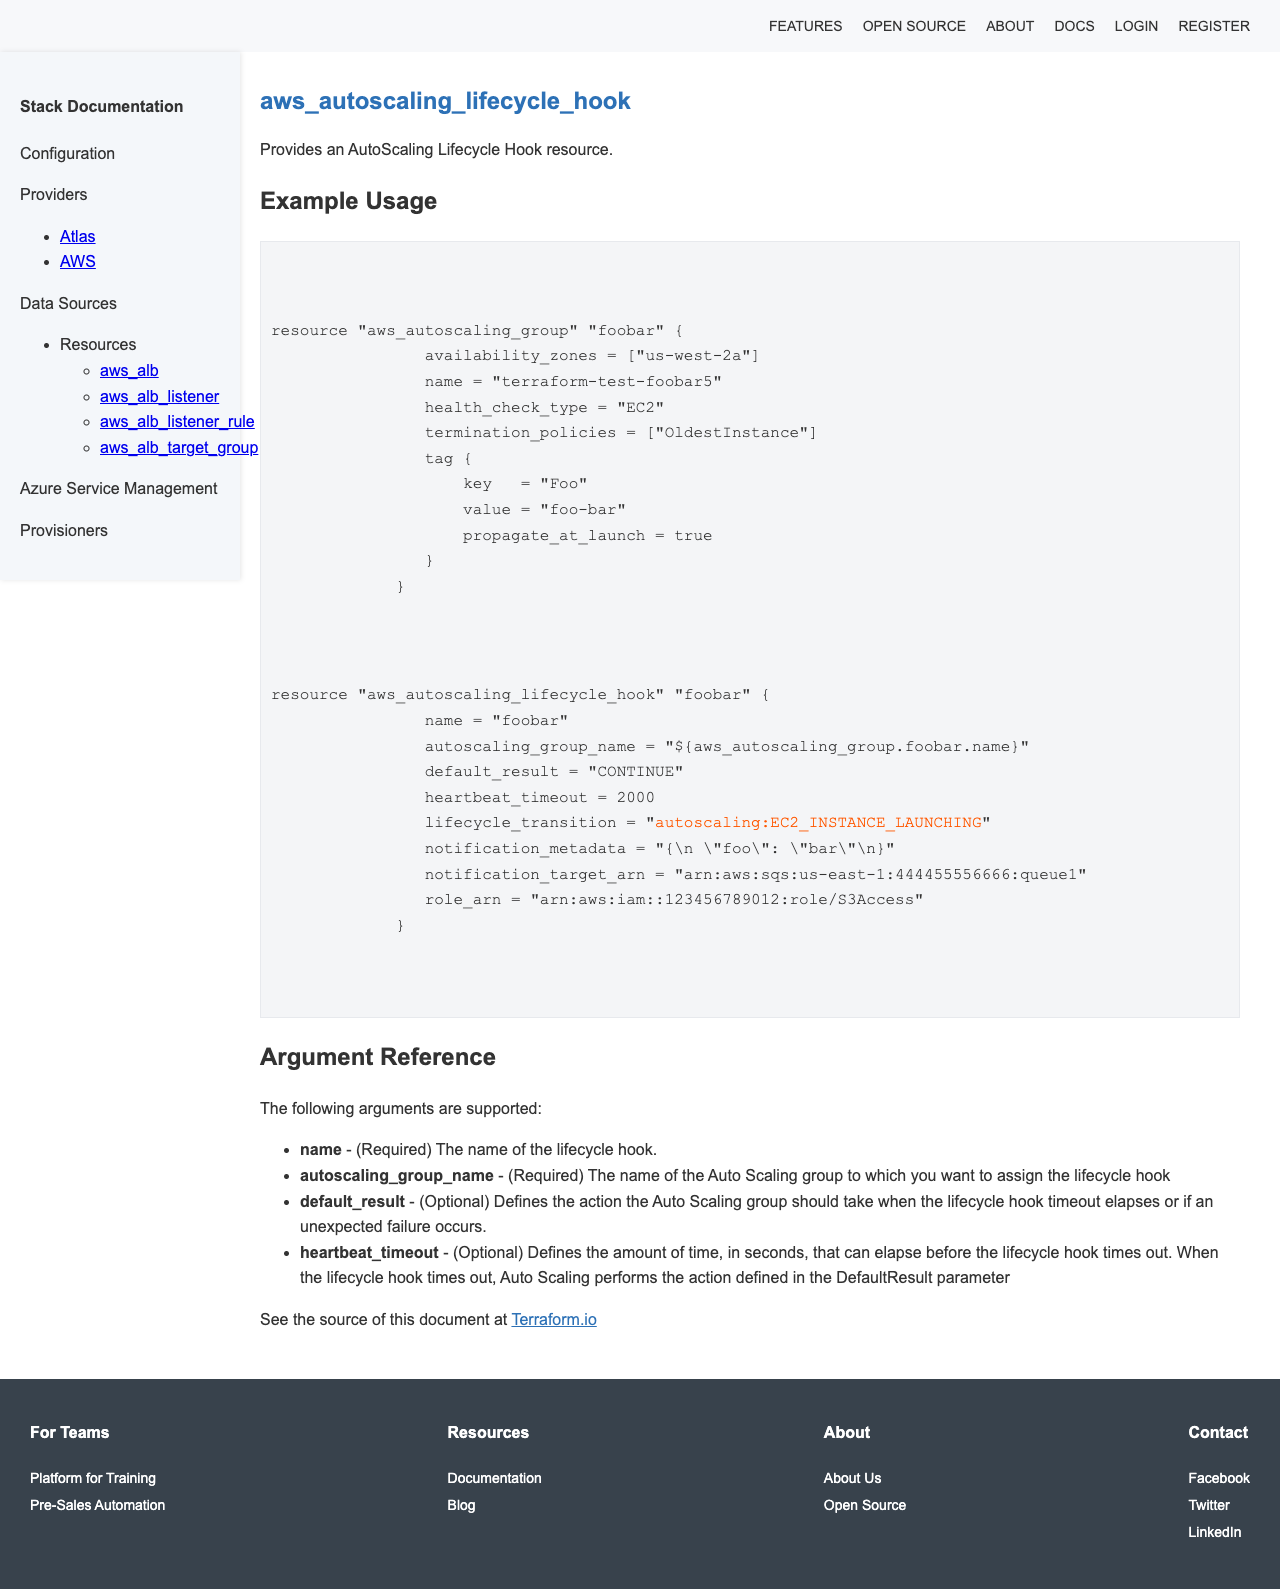 FEATURES OPEN SOURCE ABOUT DOCS LOGIN REGISTER
Stack Documentation
Configuration
Providers
Atlas
AWS
Data Sources
Resources
aws_alb
aws_alb_listener
aws_alb_listener_rule
aws_alb_target_group
Azure Service Management
Provisioners
aws_autoscaling_lifecycle_hook
Provides an AutoScaling Lifecycle Hook resource.
Example Usage
resource "aws_autoscaling_group" "foobar" {
availability_zones = ["us-west-2a"]
name = "terraform-test-foobar5"
health_check_type = "EC2"
termination_policies = ["OldestInstance"]
tag {
key   = "Foo"
value = "foo-bar"
propagate_at_launch = true
}
}
resource "aws_autoscaling_lifecycle_hook" "foobar" {
name = "foobar"
autoscaling_group_name = "${aws_autoscaling_group.foobar.name}"
default_result = "CONTINUE"
heartbeat_timeout = 2000
lifecycle_transition = "autoscaling:EC2_INSTANCE_LAUNCHING"
notification_metadata = "{\n \"foo\": \"bar\"\n}"
notification_target_arn = "arn:aws:sqs:us-east-1:444455556666:queue1"
role_arn = "arn:aws:iam::123456789012:role/S3Access"
}
Argument Reference
The following arguments are supported:
name - (Required) The name of the lifecycle hook.
autoscaling_group_name - (Required) The name of the Auto Scaling group to which you want to assign the lifecycle hook
default_result - (Optional) Defines the action the Auto Scaling group should take when the lifecycle hook timeout elapses or if an
unexpected failure occurs.
heartbeat_timeout - (Optional) Defines the amount of time, in seconds, that can elapse before the lifecycle hook times out. When
the lifecycle hook times out, Auto Scaling performs the action defined in the DefaultResult parameter
See the source of this document at Terraform.io
For Teams
Platform for Training
Pre-Sales Automation
Resources
Documentation
Blog
About
About Us
Open Source
Contact
Facebook
Twitter
LinkedIn